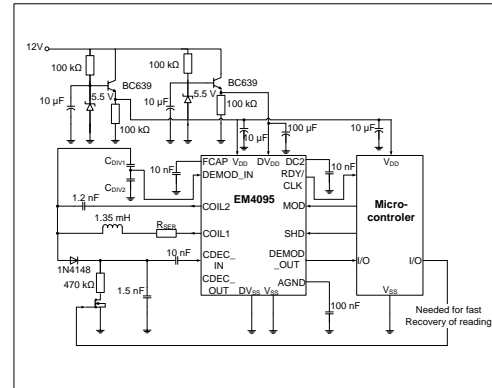 12V
100 kΩ
100 kΩ
BC639
BC639
10 µF
5.5 V
10 µF
5.5 V
100 kΩ
100 kΩ
10 µF
100 µF
10 µF
CDIV1
CDIV2
10 nF
FCAP
VDD
DVDD
DC2
10 nF
VDD
DEMOD_IN
RDY/
CLK
1.2 nF
EM4095
COIL2
MOD
Micro-
controler
1.35 mH
RSER
COIL1
SHD
10 nF
CDEC_
IN
DEMOD
_OUT
I/O
I/O
1N4148
CDEC_
OUT
AGND
470 kΩ
1.5 nF
DVSS
VSS
100 nF
VSS
Needed for fast
Recovery of reading